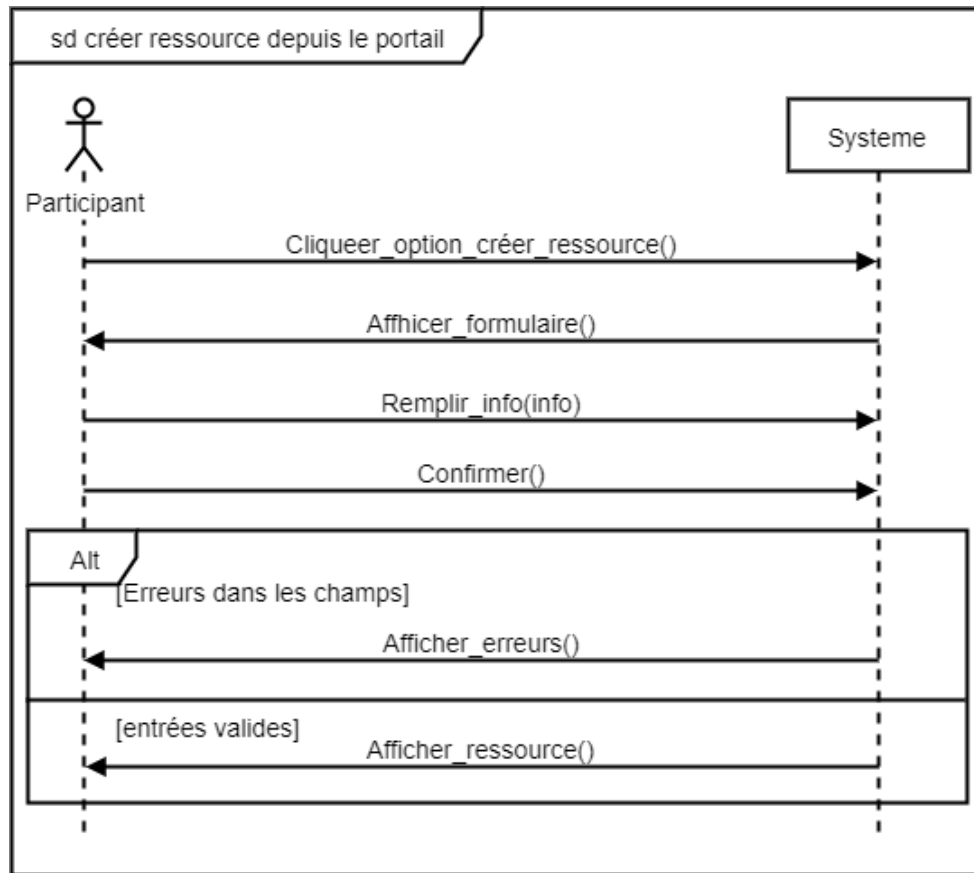 sd créer ressource depuis le portail
Systeme
Participant
Cliqueer_option_créer_ressource()
Affhicer_formulaire()
Remplir_info(info)
Confirmer()
Alt
[Erreurs dans les champs]
Afficher_erreurs()
[entrées valides]
Afficher_ressource()